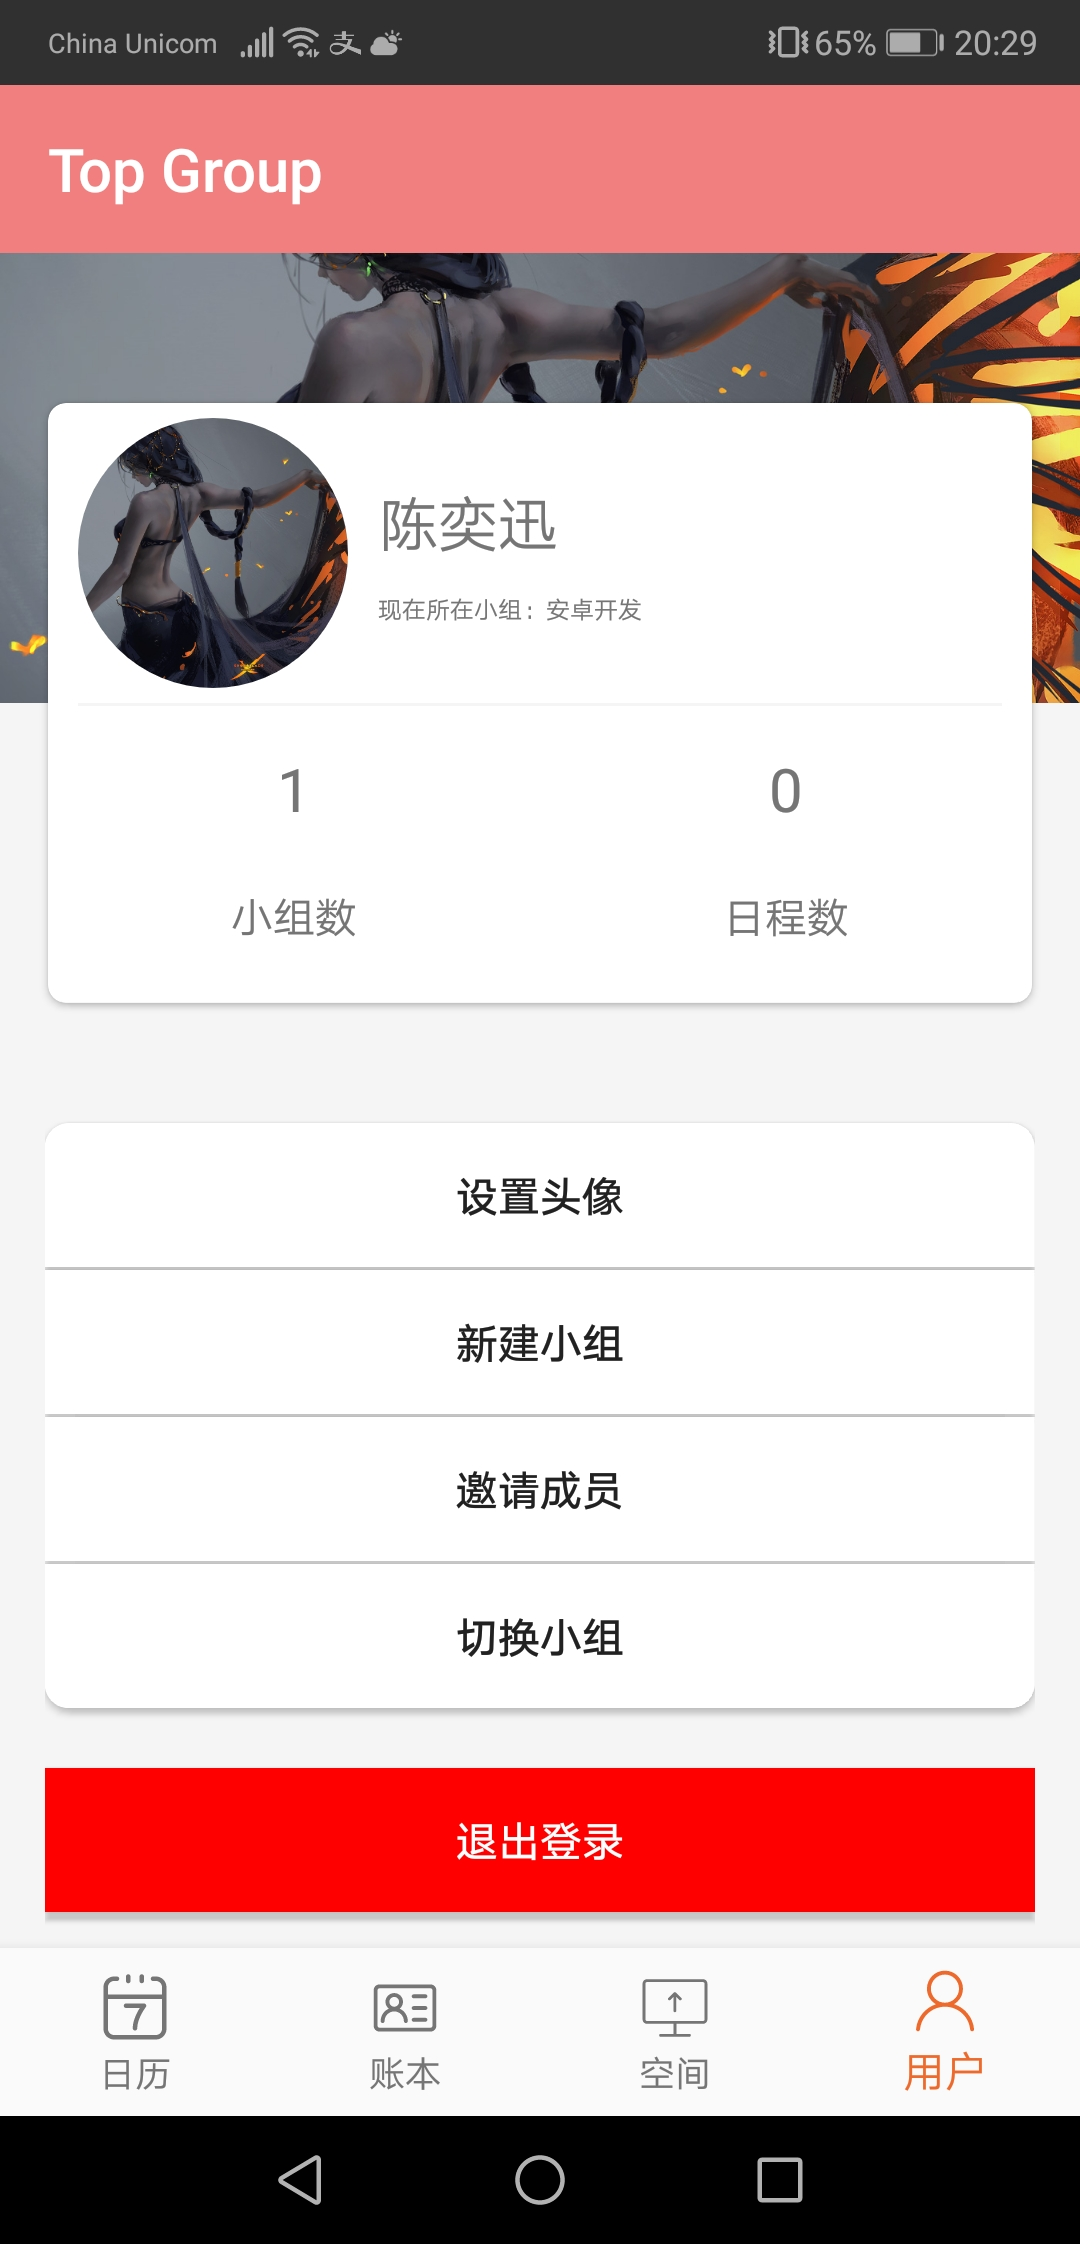 China Unicom 65% 20:29
Top Group
陈奕迅
现在所在小组：安卓开发
1 0
小组数 日程数
设置头像
新建小组
邀请成员
切换小组
退出登录
7
日历 账本 空间 用户